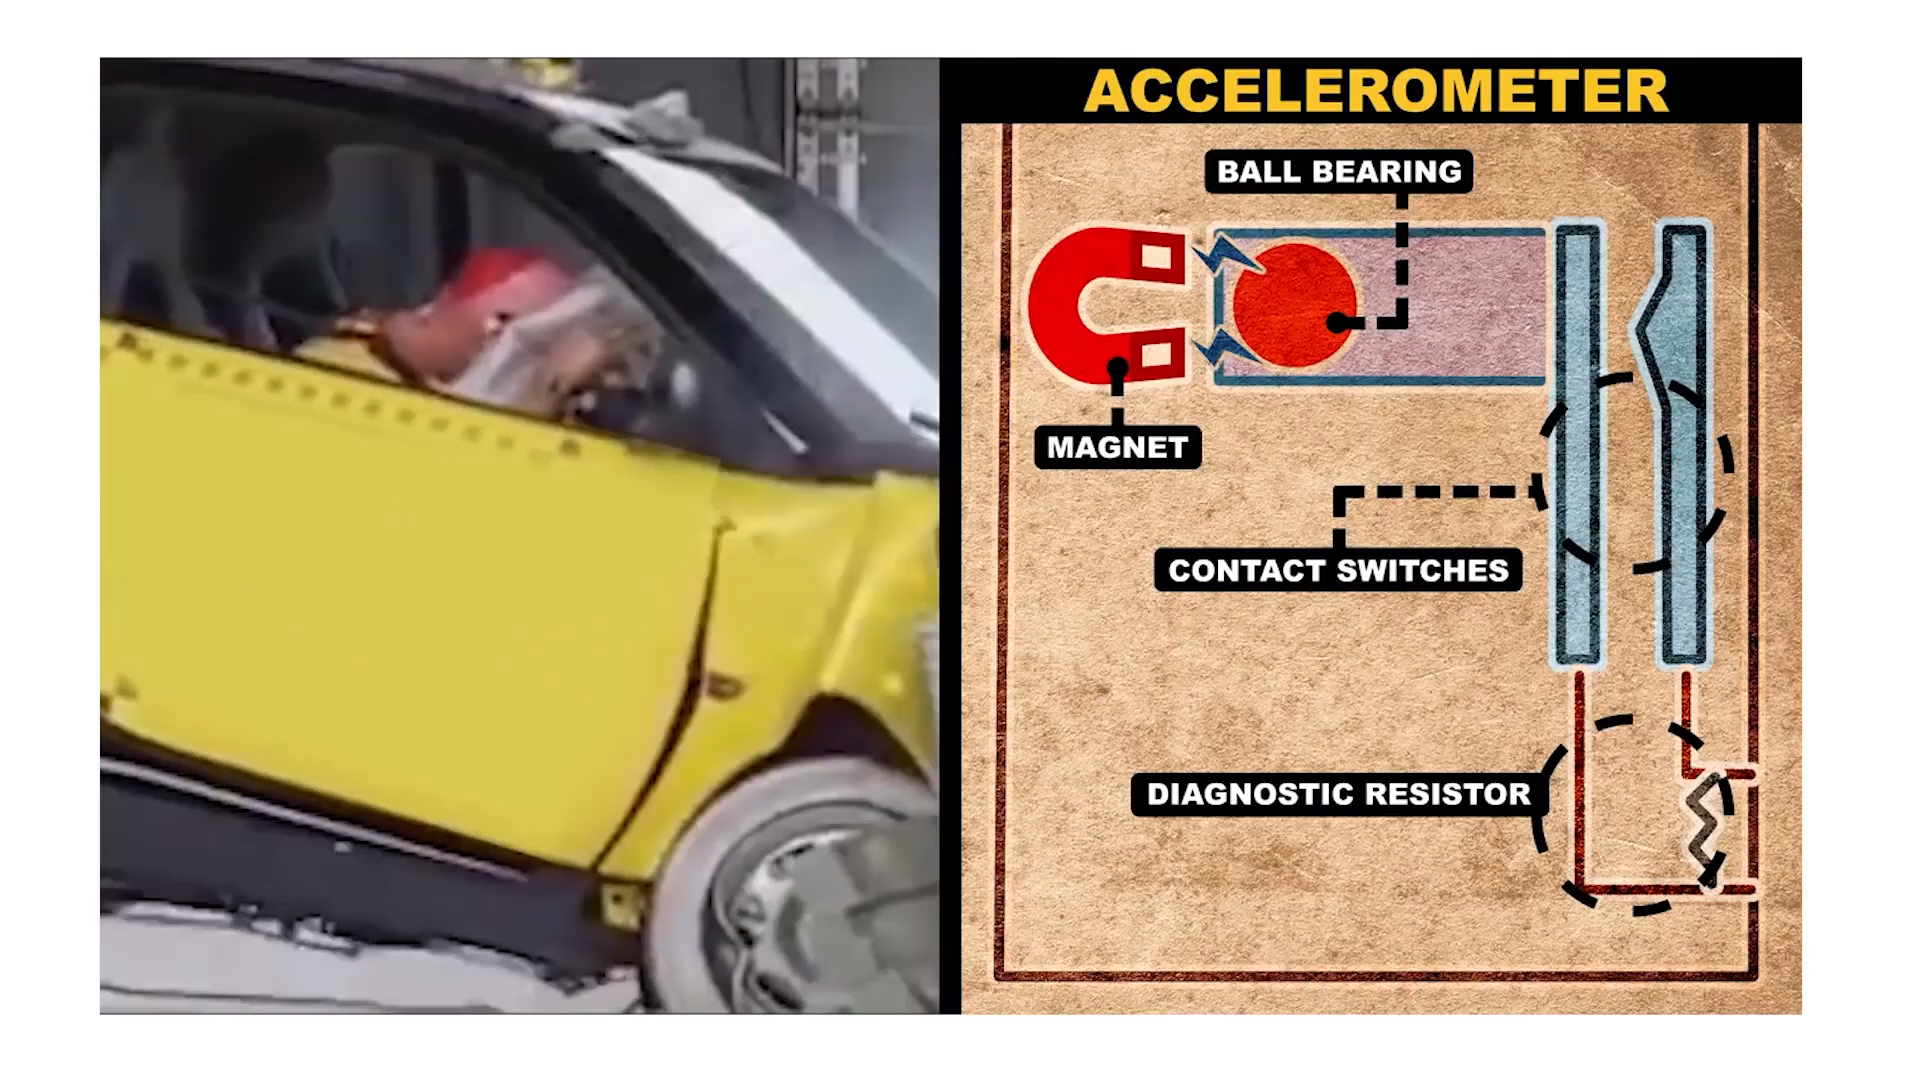 ACCELEROMETER
BALL BEARING
MAGNET
CONTACT SWITCHES
DIAGNOSTIC RESISTOR